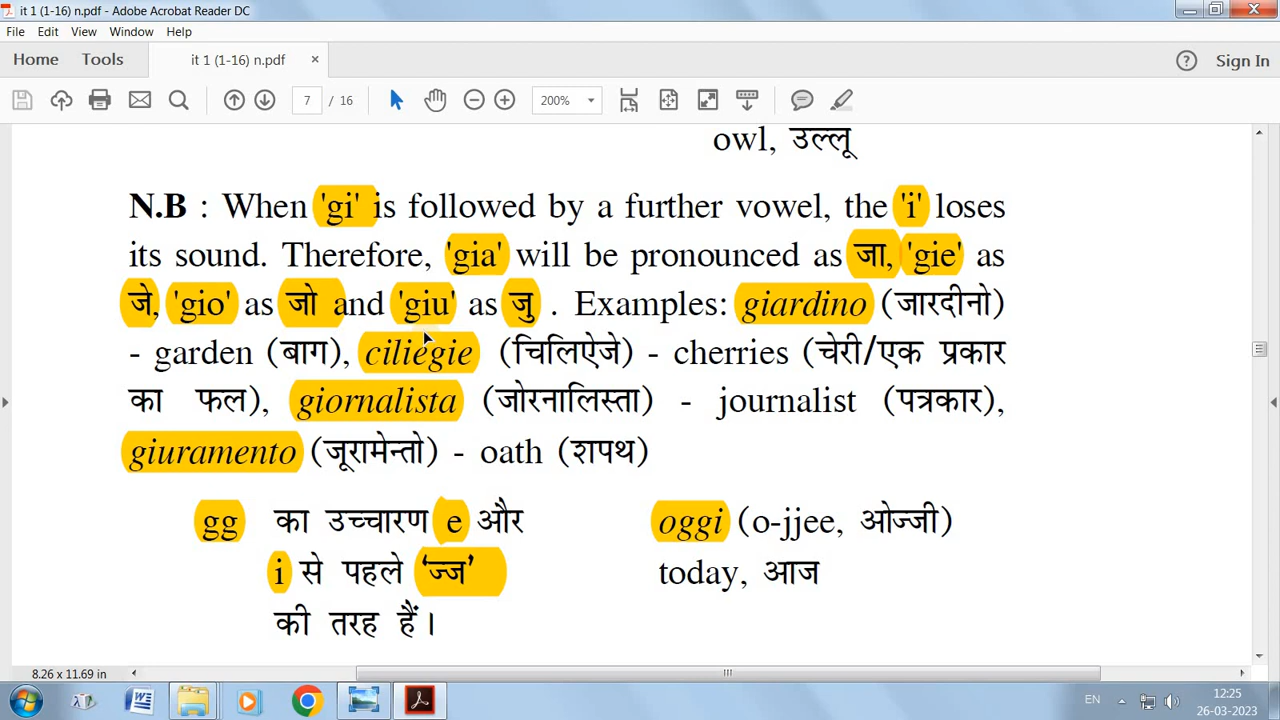 it 1 (1-16) n.pdf - Adobe Acrobat Reader DC
File Edit View Window Help
Home Tools it 1 (1-16) n.pdf × ? Sign In
7 / 16 200%
owl, उल्लू
N.B : When 'gi' is followed by a further vowel, the 'i' loses
its sound. Therefore, 'gia' will be pronounced as जा, 'gie' as
जे, 'gio' as जो and 'giu' as जु . Examples: giardino (जारदीनो)
- garden (बाग), ciliegie (चिलिऐजे) - cherries (चेरी/एक प्रकार
का फल), giornalista (जोरनालिस्ता) - journalist (पत्रकार),
giuramento (जूरामेन्तो) - oath (शपथ)
gg का उच्चारण e और
i से पहले ‘ज्ज’
की तरह हैं।
oggi (o-jjee, ओज्जी)
today, आज
8.26 x 11.69 in
EN 12:25
26-03-2023